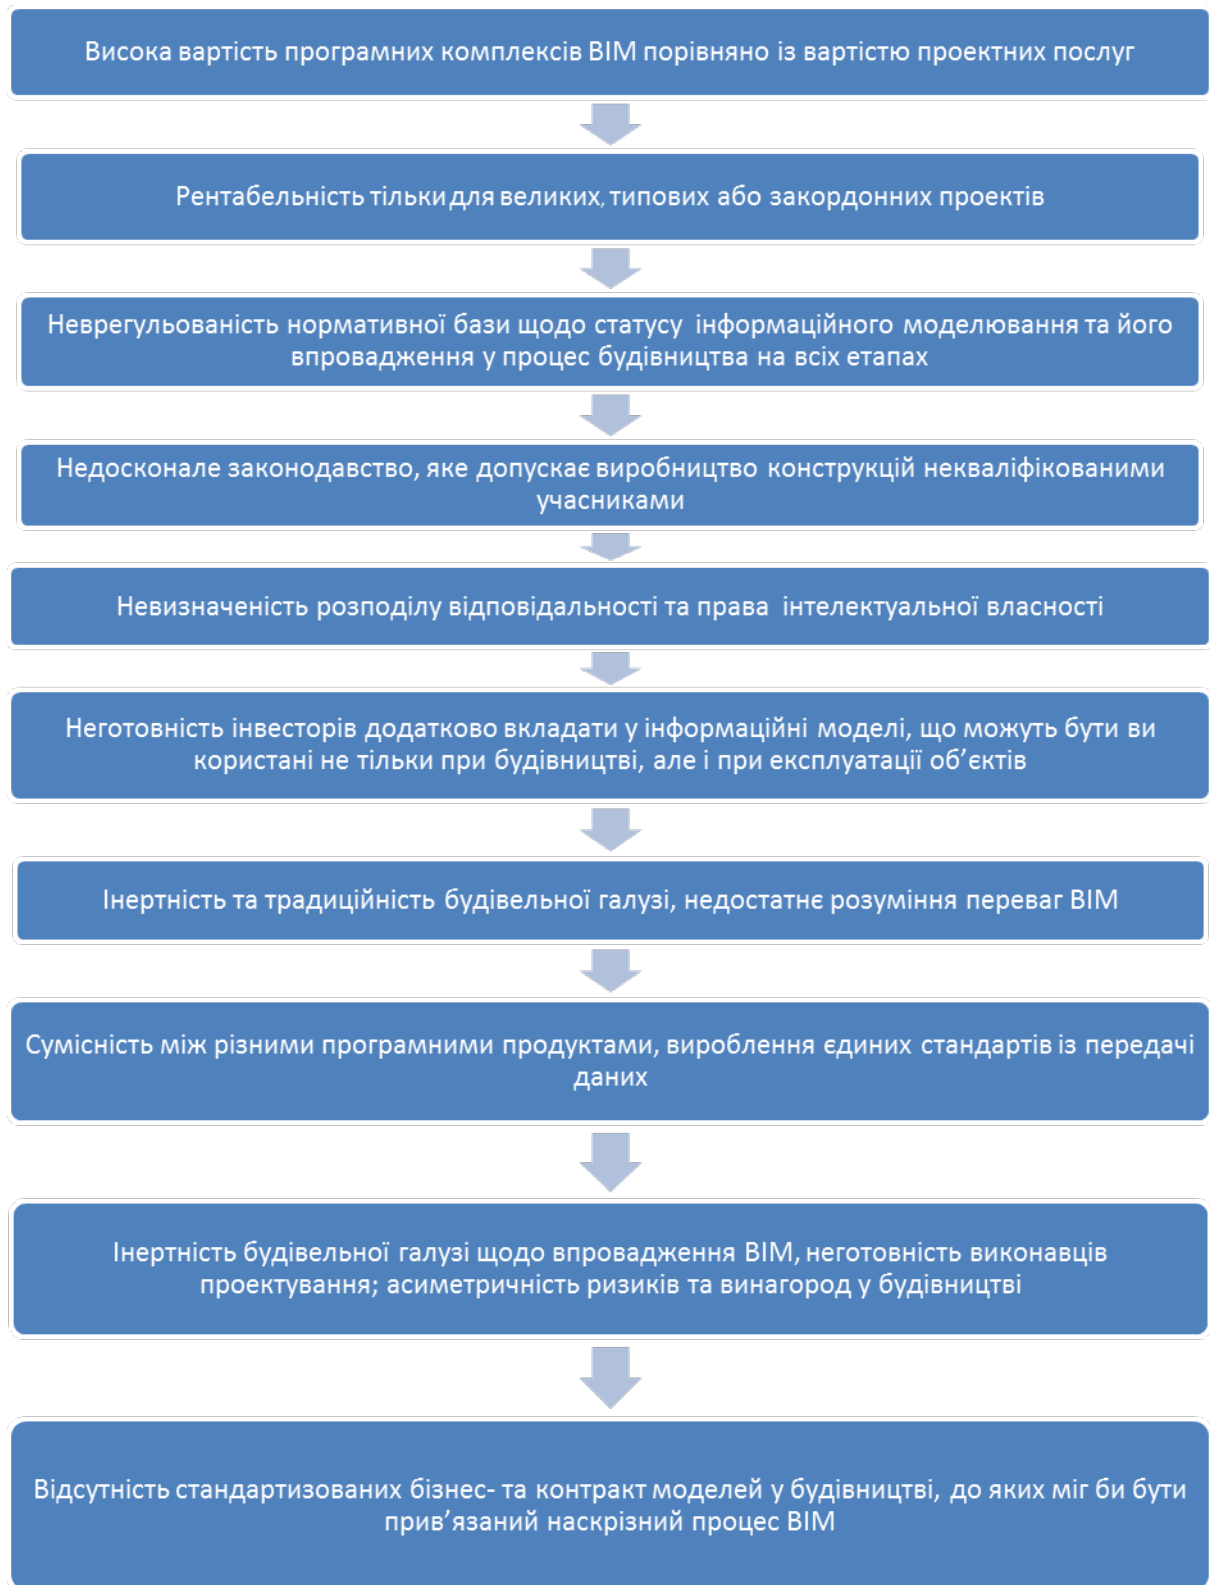 Висока вартість програмних комплексів BIM порівняно із вартістю проектних послуг
Рентабельність тільки для великих, типових або закордонних проектів
Неврегульованість нормативної бази щодо статусу інформаційного моделювання та його
впровадження у процес будівництва на всіх етапах
Недосконале законодавство, яке допускає виробництво конструкцій некваліфікованими
учасниками
Невизначеність розподілу відповідальності та права інтелектуальної власності
Неготовність інвесторів додатково вкладати у інформаційні моделі, що можуть бути ви
користані не тільки при будівництві, але і при експлуатації об’єктів
Інертність та традиційність будівельної галузі, недостатнє розуміння переваг BIM
Сумісність між різними програмними продуктами, вироблення єдиних стандартів із передачі
даних
Інертність будівельної галузі щодо впровадження BIM, неготовність виконавців
проектування; асиметричність ризиків та винагород у будівництві
Відсутність стандартизованих бізнес- та контракт моделей у будівництві, до яких міг би бути
прив’язаний наскрізний процес BIM